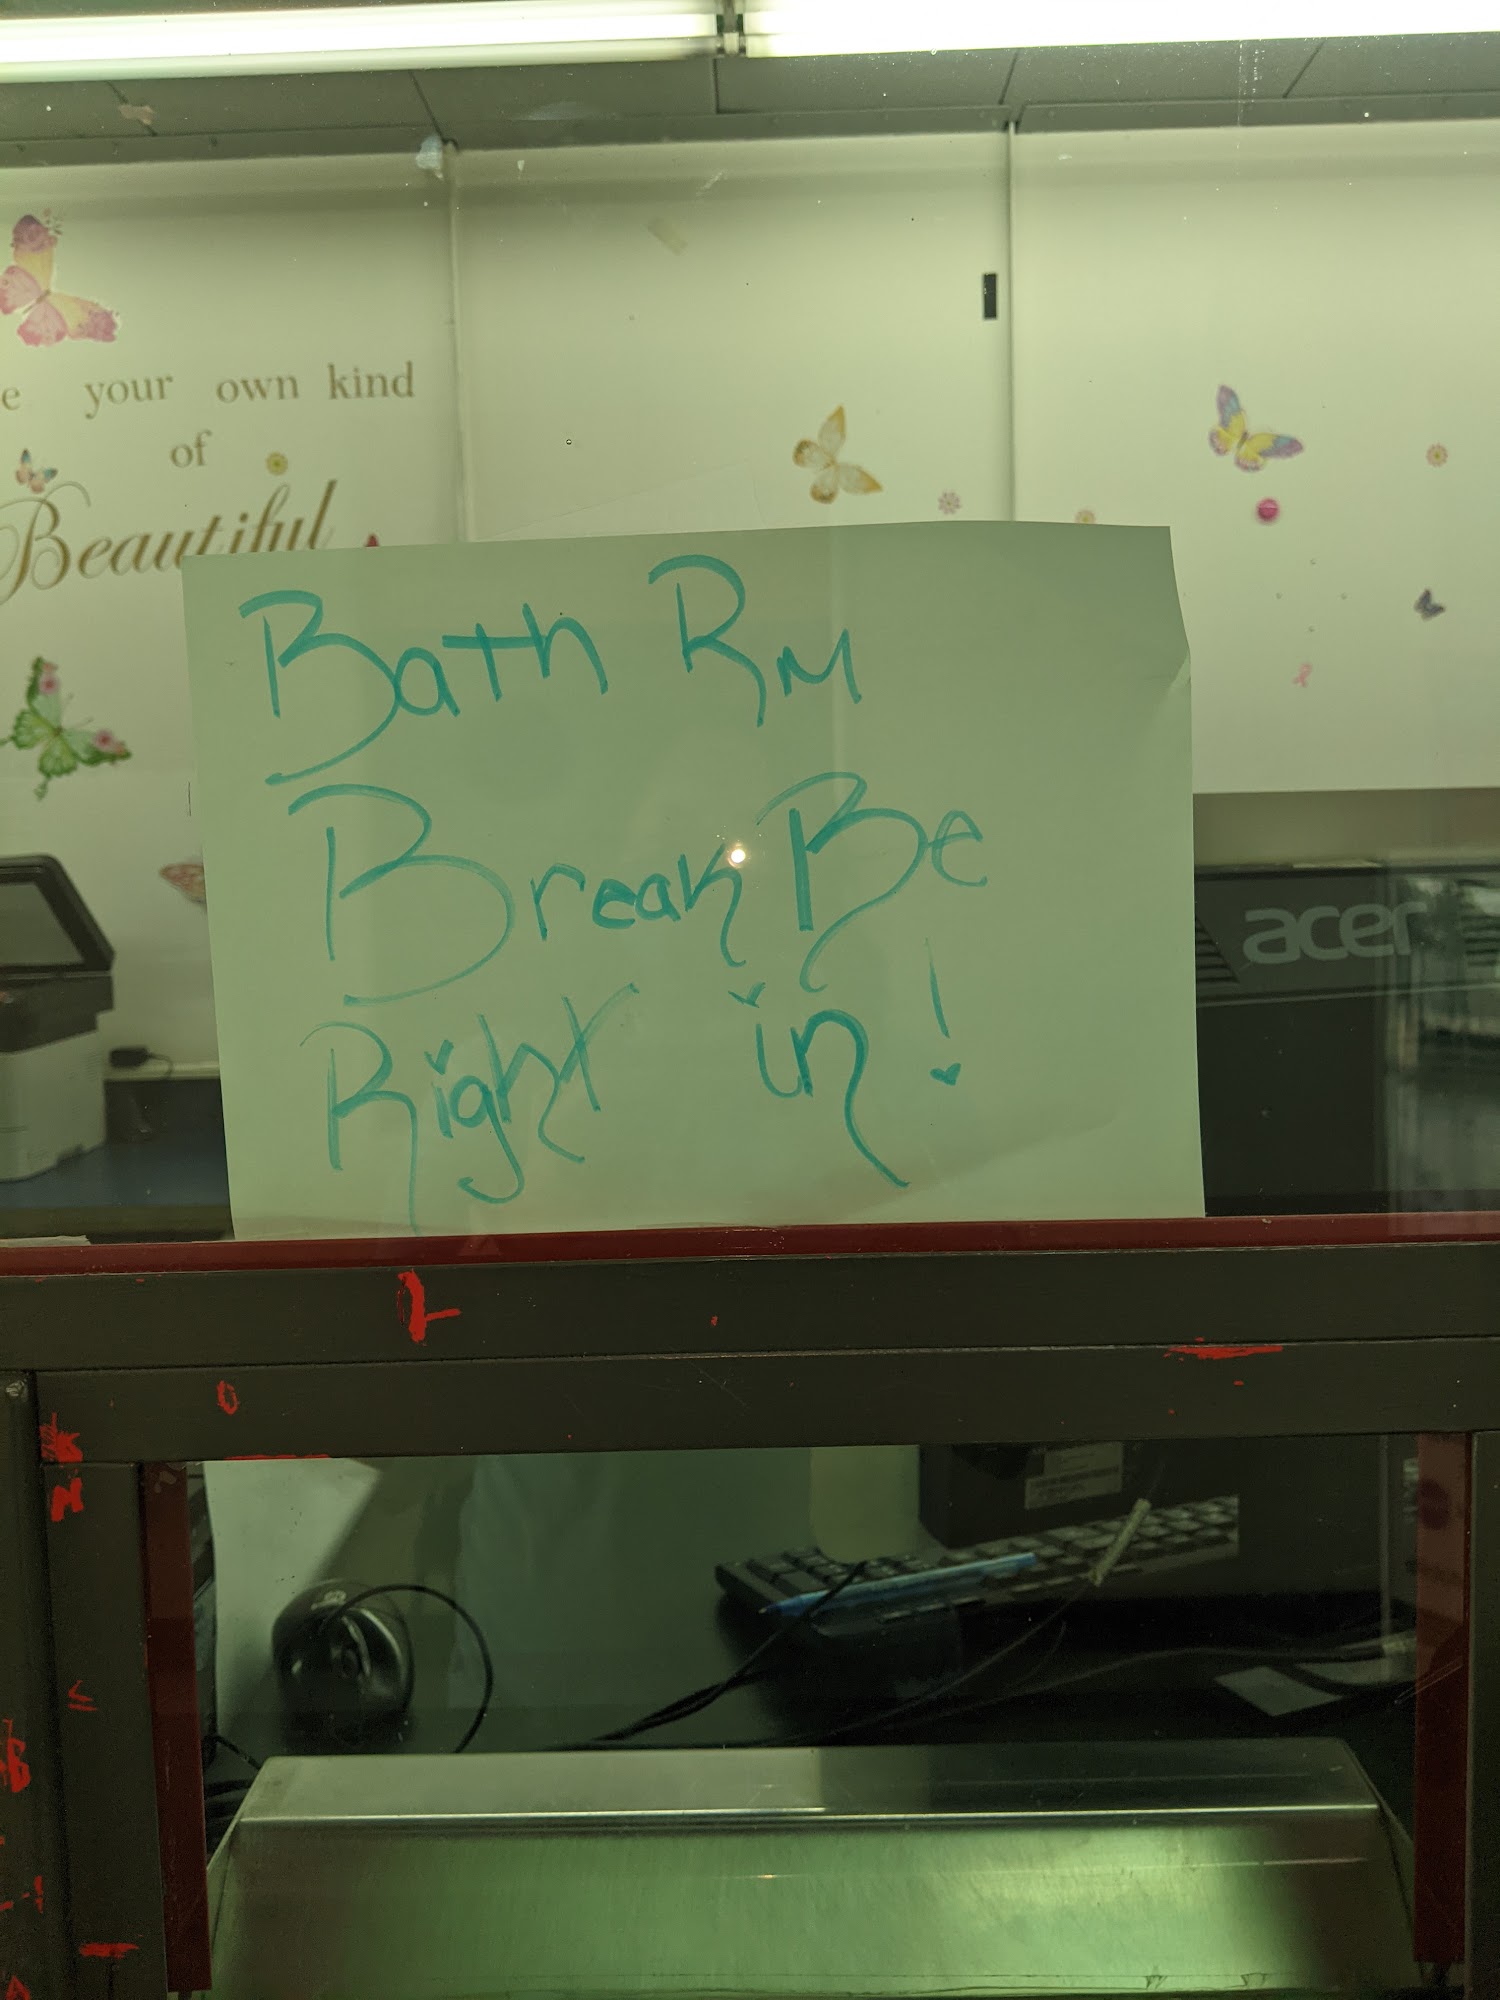 your own kind
of
Beautiful
Bath RM
Break Be
Right in!
acer